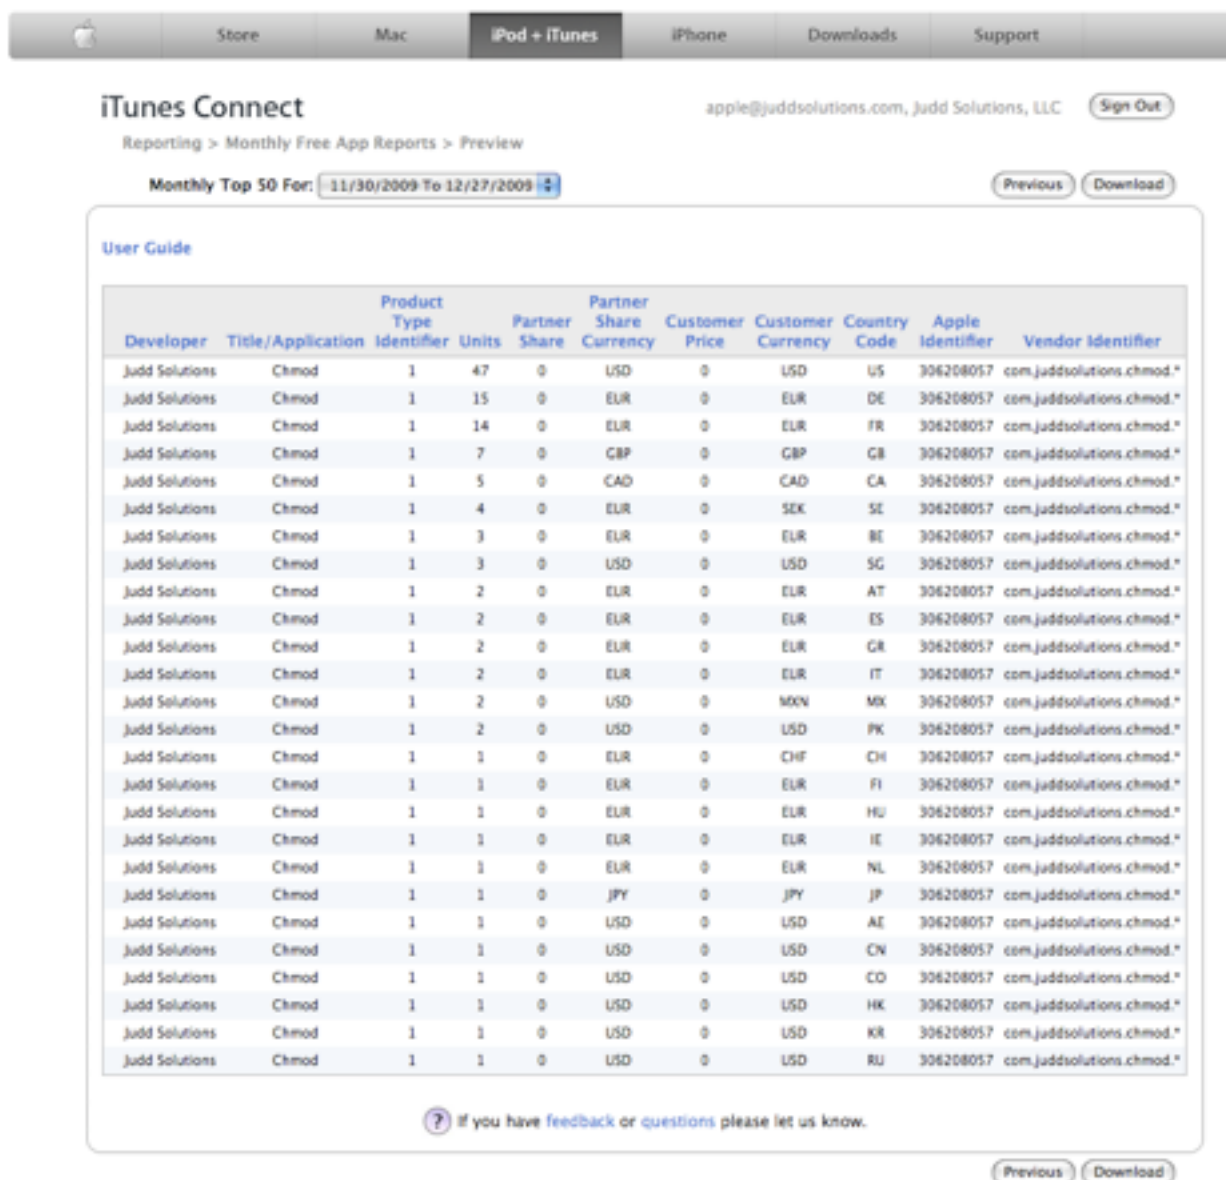 Store Mac iPod + iTunes iPhone Downloads Support
iTunes Connect
apple@juddsolutions.com, Judd Solutions, LLC Sign Out
Reporting > Monthly Free App Reports > Preview
Monthly Top 50 For: 11/30/2009 To 12/27/2009 Previous Download
User Guide
Developer Title/Application Product Type Identifier Units Partner Share Partner Share Currency Customer Price Customer Currency Country Code Apple Identifier Vendor Identifier
Judd Solutions Chmod 1 47 0 USD 0 USD US 306208057 com.juddsolutions.chmod.*
Judd Solutions Chmod 1 15 0 EUR 0 EUR DE 306208057 com.juddsolutions.chmod.*
Judd Solutions Chmod 1 14 0 EUR 0 EUR FR 306208057 com.juddsolutions.chmod.*
Judd Solutions Chmod 1 7 0 GBP 0 GBP GB 306208057 com.juddsolutions.chmod.*
Judd Solutions Chmod 1 5 0 CAD 0 CAD CA 306208057 com.juddsolutions.chmod.*
Judd Solutions Chmod 1 4 0 EUR 0 SEK SE 306208057 com.juddsolutions.chmod.*
Judd Solutions Chmod 1 3 0 EUR 0 EUR BE 306208057 com.juddsolutions.chmod.*
Judd Solutions Chmod 1 3 0 USD 0 USD SG 306208057 com.juddsolutions.chmod.*
Judd Solutions Chmod 1 2 0 EUR 0 EUR AT 306208057 com.juddsolutions.chmod.*
Judd Solutions Chmod 1 2 0 EUR 0 EUR ES 306208057 com.juddsolutions.chmod.*
Judd Solutions Chmod 1 2 0 EUR 0 EUR GR 306208057 com.juddsolutions.chmod.*
Judd Solutions Chmod 1 2 0 EUR 0 EUR IT 306208057 com.juddsolutions.chmod.*
Judd Solutions Chmod 1 2 0 USD 0 MXN MX 306208057 com.juddsolutions.chmod.*
Judd Solutions Chmod 1 2 0 USD 0 USD PK 306208057 com.juddsolutions.chmod.*
Judd Solutions Chmod 1 1 0 EUR 0 CHF CH 306208057 com.juddsolutions.chmod.*
Judd Solutions Chmod 1 1 0 EUR 0 EUR FI 306208057 com.juddsolutions.chmod.*
Judd Solutions Chmod 1 1 0 EUR 0 EUR HU 306208057 com.juddsolutions.chmod.*
Judd Solutions Chmod 1 1 0 EUR 0 EUR IE 306208057 com.juddsolutions.chmod.*
Judd Solutions Chmod 1 1 0 EUR 0 EUR NL 306208057 com.juddsolutions.chmod.*
Judd Solutions Chmod 1 1 0 JPY 0 JPY JP 306208057 com.juddsolutions.chmod.*
Judd Solutions Chmod 1 1 0 USD 0 USD AE 306208057 com.juddsolutions.chmod.*
Judd Solutions Chmod 1 1 0 USD 0 USD CN 306208057 com.juddsolutions.chmod.*
Judd Solutions Chmod 1 1 0 USD 0 USD CO 306208057 com.juddsolutions.chmod.*
Judd Solutions Chmod 1 1 0 USD 0 USD HK 306208057 com.juddsolutions.chmod.*
Judd Solutions Chmod 1 1 0 USD 0 USD KR 306208057 com.juddsolutions.chmod.*
Judd Solutions Chmod 1 1 0 USD 0 USD RU 306208057 com.juddsolutions.chmod.*
? If you have feedback or questions please let us know.
Previous Download